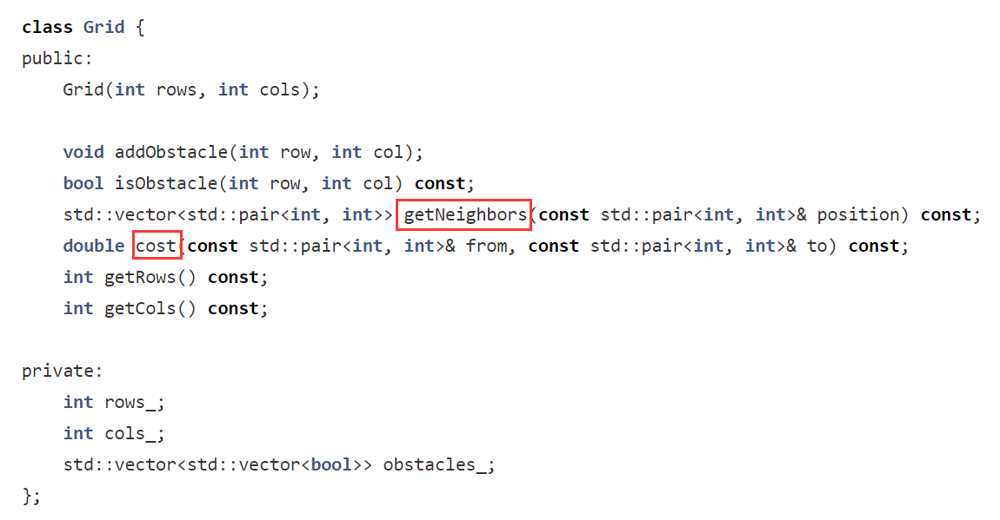 class Grid {
public:
    Grid(int rows, int cols);
    void addObstacle(int row, int col);
    bool isObstacle(int row, int col) const;
    std::vector<std::pair<int, int>> getNeighbors(const std::pair<int, int>& position) const;
    double cost(const std::pair<int, int>& from, const std::pair<int, int>& to) const;
    int getRows() const;
    int getCols() const;
private:
    int rows_;
    int cols_;
    std::vector<std::vector<bool>> obstacles_;
};